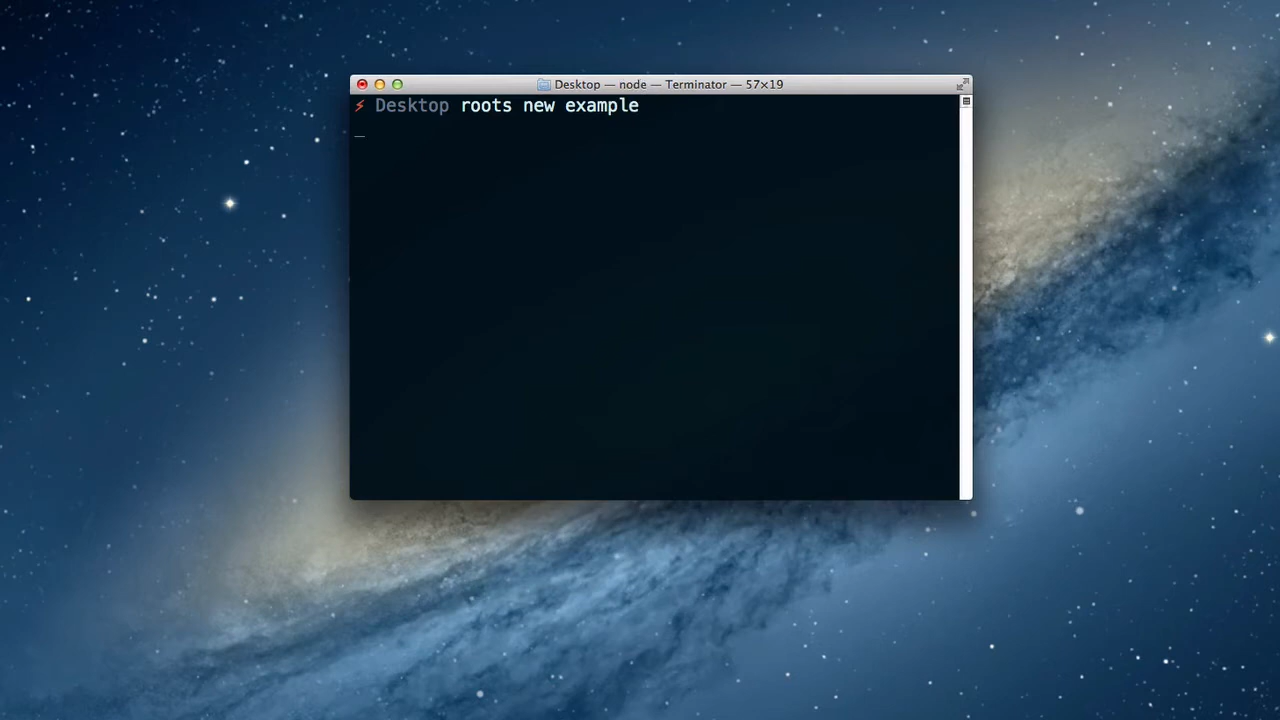 Desktop — node — Terminator — 57×19
⚡ Desktop roots new example